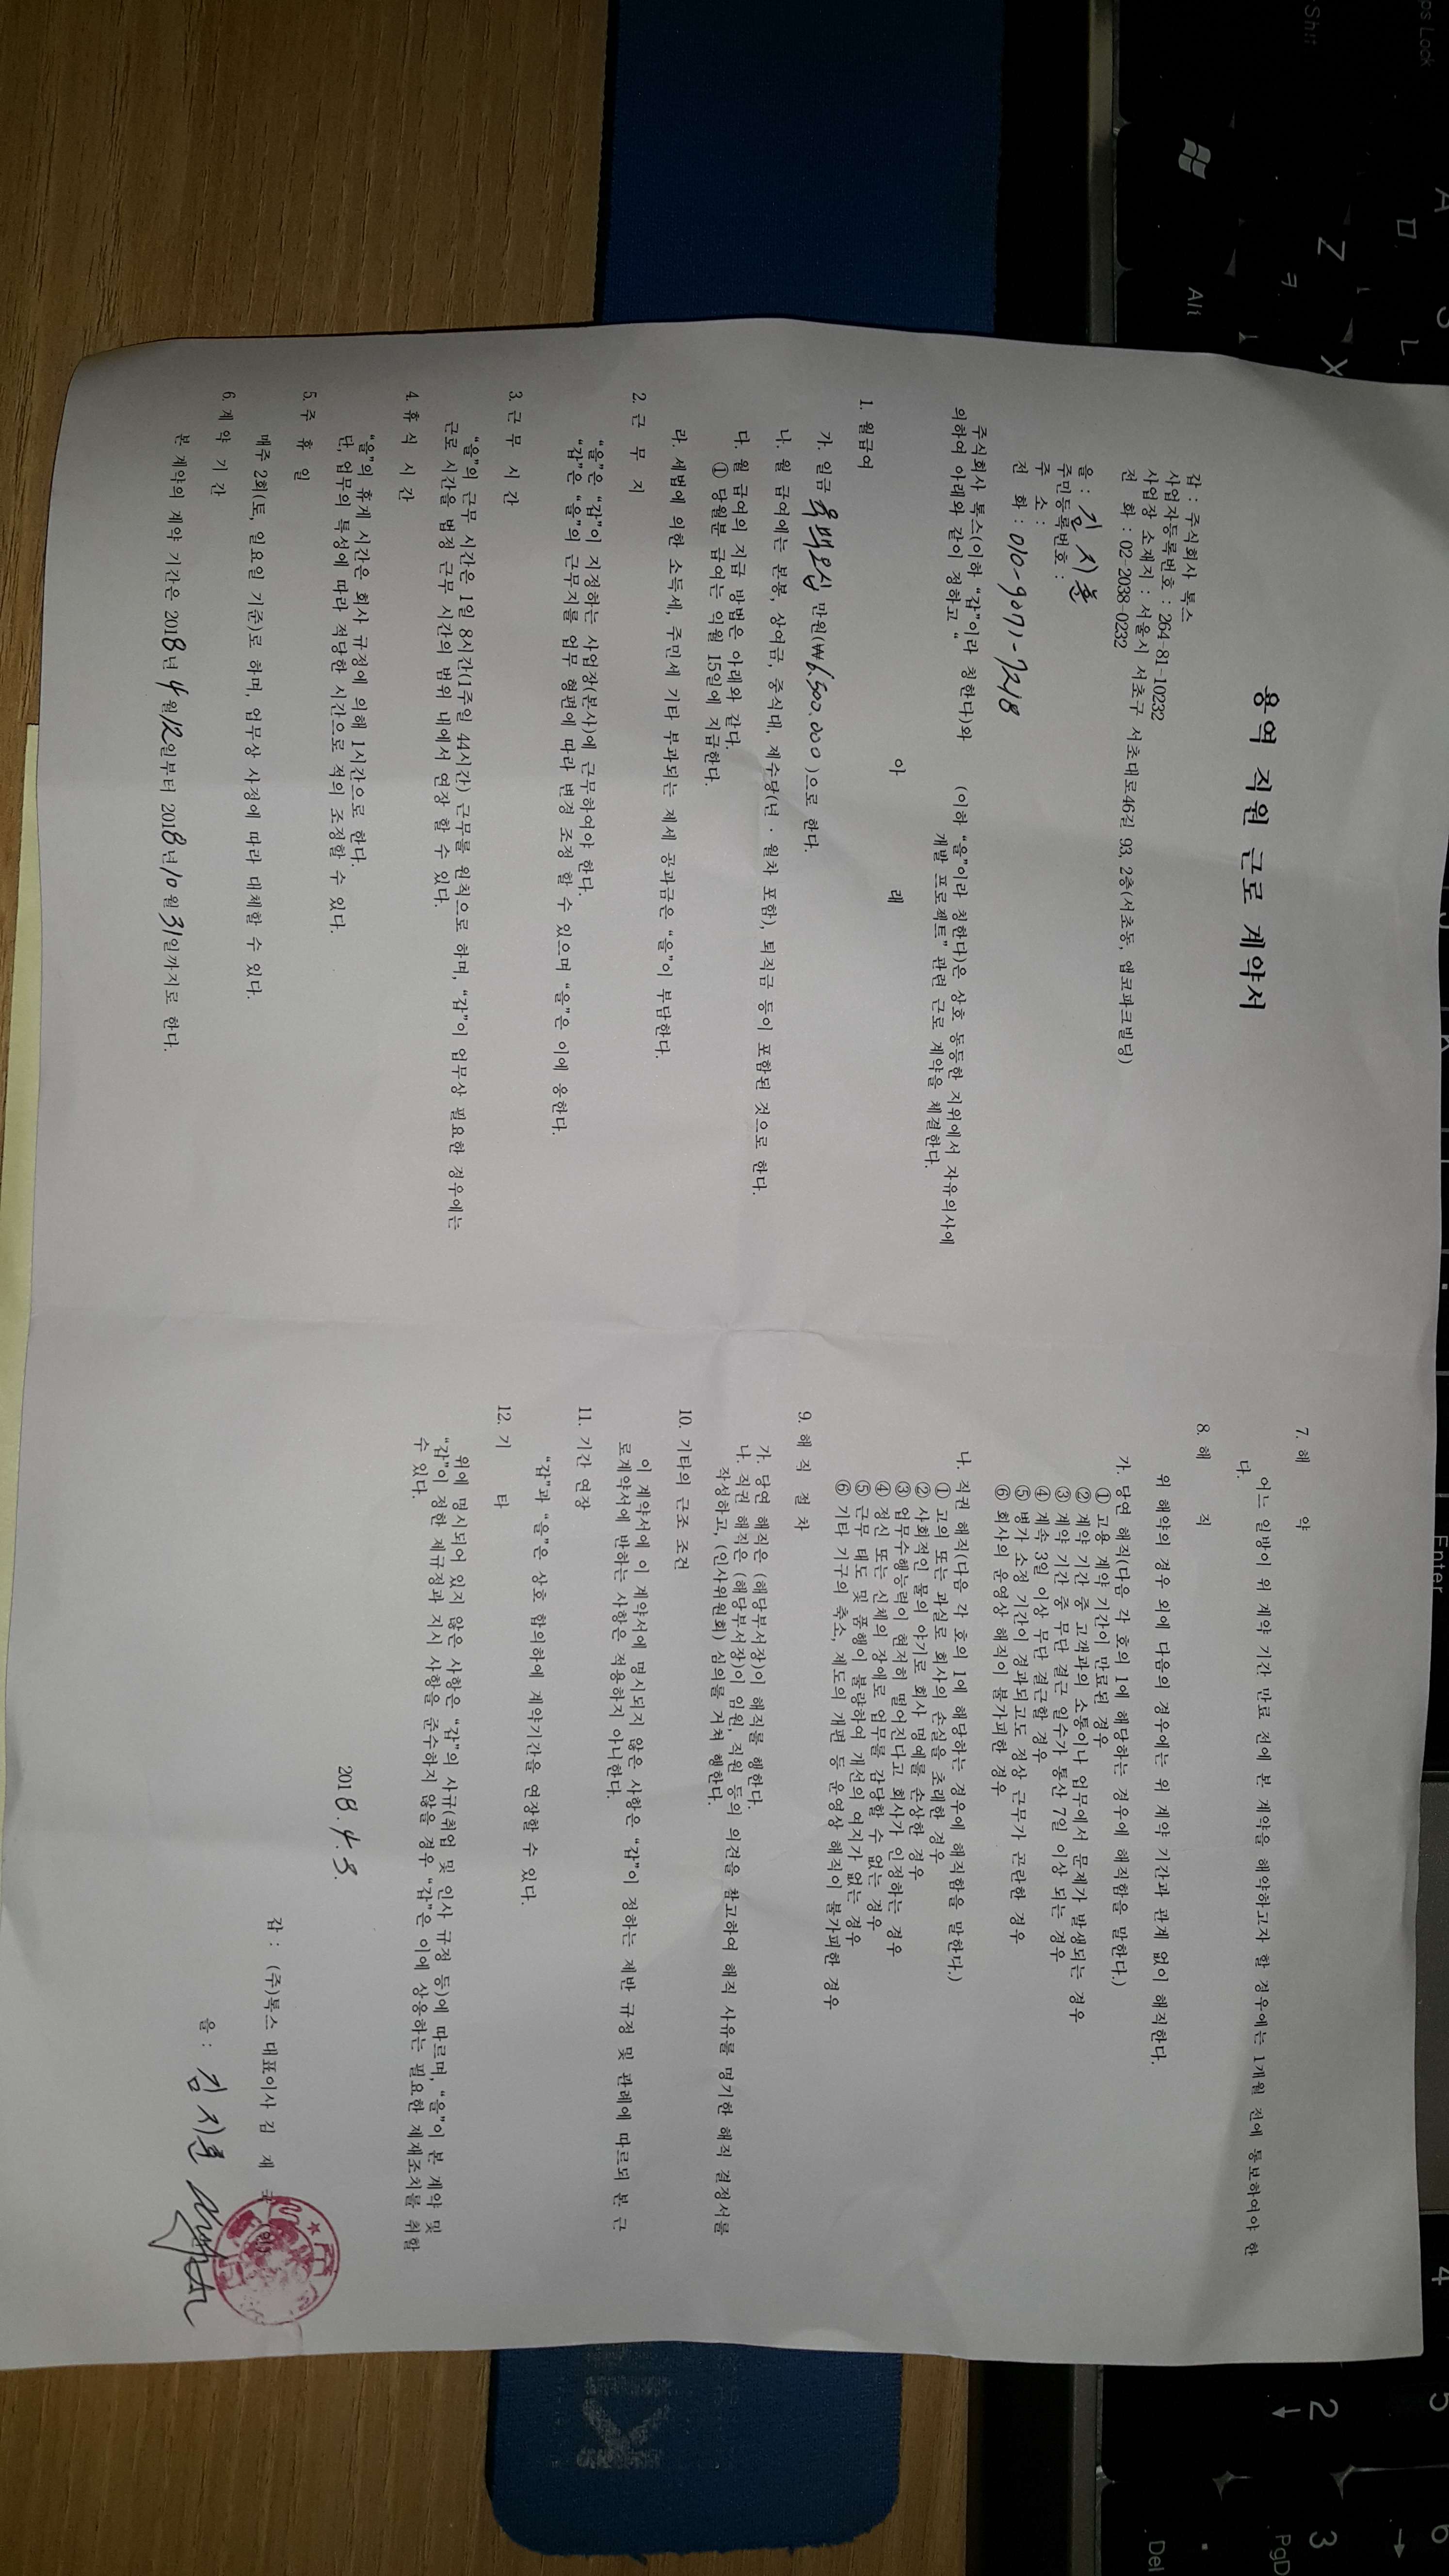 용역 직원 근로 계약서
갑 : 주식회사 톡스
사업자등록번호 : 264-81-10232
사업장 소재지 : 서울시 서초구 서초대로46길 93, 2층(서초동, 앰코파크빌딩)
전 화 : 02-2038-0232
을 : 김지훈
주민등록번호 :
주 소 :
전 화 : 010-9071-7218
주식회사 톡스(이하 “갑”이라 칭한다)와 (이하 “을”이라 칭한다)은 상호 동등한 지위에서 자유의사에
의하여 아래와 같이 정하고 “ 개발 프로젝트” 관련 근로 계약을 체결한다.
아 래
1. 월급여
가. 일금 육백오십 만원(₩6,500,000)으로 한다.
나. 월 급여에는 본봉, 상여금, 중식대, 제수당(년 · 월차 포함), 퇴직금 등이 포함된 것으로 한다.
다. 월 급여의 지급 방법은 아래와 같다.
① 당월분 급여는 익월 15일에 지급한다.
라. 세법에 의한 소득세, 주민세 기타 부과되는 제세 공과금은 “을”이 부담한다.
2. 근 무 지
“을”은 “갑”이 지정하는 사업장(본사)에 근무하여야 한다.
“갑”은 “을”의 근무지를 업무 형편에 따라 변경 조정 할 수 있으며 “을”은 이에 응한다.
3. 근 무 시 간
“을”의 근무 시간은 1일 8시간(1주일 44시간) 근무를 원칙으로 하며, “갑”이 업무상 필요한 경우에는
근로 시간을 법정 근무 시간의 범위 내에서 연장 할 수 있다.
4. 휴 식 시 간
“을”의 휴게 시간은 회사 규정에 의해 1시간으로 한다.
단, 업무의 특성에 따라 적당한 시간으로 적의 조정할 수 있다.
5. 주 휴 일
매주 2회(토, 일요일 기준)로 하며, 업무상 사정에 따라 대체할 수 있다.
6. 계 약 기 간
본 계약의 계약 기간은 2018년 4월 12일부터 2018년 10월 31일까지로 한다.
7. 해 약
어느 일방이 위 계약 기간 만료 전에 본 계약을 해약하고자 할 경우에는 1개월 전에 통보하여야 한
다.
8. 해 직
위 해약의 경우 외에 다음의 경우에는 위 계약 기간과 관계 없이 해직한다.
가. 당연 해직(다음 각 호의 1에 해당하는 경우에 해직함을 말한다.)
① 고용 계약 기간이 만료된 경우
② 계약 기간 중 고객과의 소통이나 업무에서 문제가 발생되는 경우
③ 계약 기간 중 무단 결근 일수가 통산 7일 이상 되는 경우
④ 계속 3일 이상 무단 결근할 경우
⑤ 병가 소정 기간이 경과되고도 정상 근무가 곤란한 경우
⑥ 회사의 운영상 해직이 불가피한 경우
나. 직권 해직(다음 각 호의 1에 해당하는 경우에 해직함을 말한다.)
① 고의 또는 과실로 회사의 손실을 초래한 경우
② 사회적인 물의 야기로 회사 명예를 손상한 경우
③ 업무수행능력이 현저히 떨어진다고 회사가 인정하는 경우
④ 정신 또는 신체의 장애로 업무를 감당할 수 없는 경우
⑤ 근무 태도 및 품행이 불량하여 개선의 여지가 없는 경우
⑥ 기타 기구의 축소, 제도의 개편 등 운영상 해직이 불가피한 경우
9. 해 직 절 차
가. 당연 해직은 (해당부서장)이 해직를 행한다.
나. 직권 해직은 (해당부서장)이 임원, 직원 등의 의견을 참고하여 해직 사유를 명기한 해직 결정서를
작성하고, (인사위원회) 심의를 거쳐 행한다.
10. 기타의 근조 조건
이 계약서에 이 계약서에 명시되지 않은 사항은 “갑”이 정하는 제반 규정 및 관례에 따르되 본 근
로계약서에 반하는 사항은 적용하지 아니한다.
11. 기간 연장
“갑”과 “을”은 상호 합의하에 계약기간을 연장할 수 있다.
12. 기 타
위에 명시되어 있지 않은 사항은 “갑”의 사규(취업 및 인사 규정 등)에 따르며, “을”이 본 계약 및
“갑”이 정한 제규정과 지시 사항을 준수하지 않을 경우 “갑”은 이에 상응하는 필요한 제재조치를 취할
수 있다.
2018. 4. 3.
갑 : (주)톡스 대표이사 김 재 (인)
을 : 김지훈
Caps Lock
Shift
A
ㅁ
Z
ㅋ
X
ㄴ
Alt
Enter
4
5
6
2
3
PgDn
Del